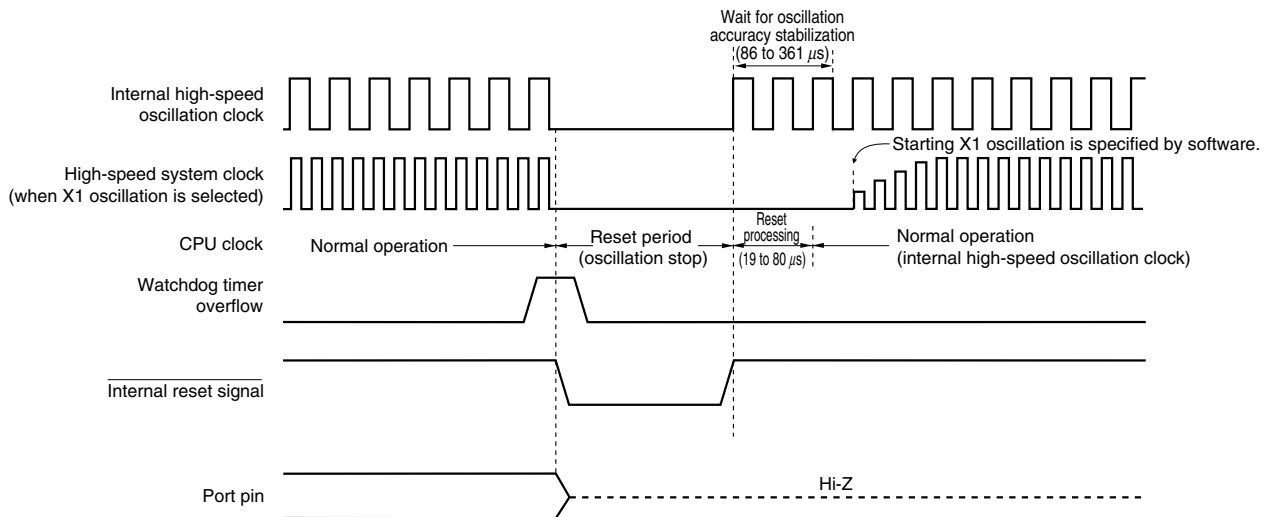 Wait for oscillation
accuracy stabilization
(86 to 361 μs)
Internal high-speed
oscillation clock
Starting X1 oscillation is specified by software.
High-speed system clock
(when X1 oscillation is selected)
CPU clock
Normal operation
Reset period
(oscillation stop)
Reset
processing
(19 to 80 μs)
Normal operation
(internal high-speed oscillation clock)
Watchdog timer
overflow
Internal reset signal
Port pin
Hi-Z